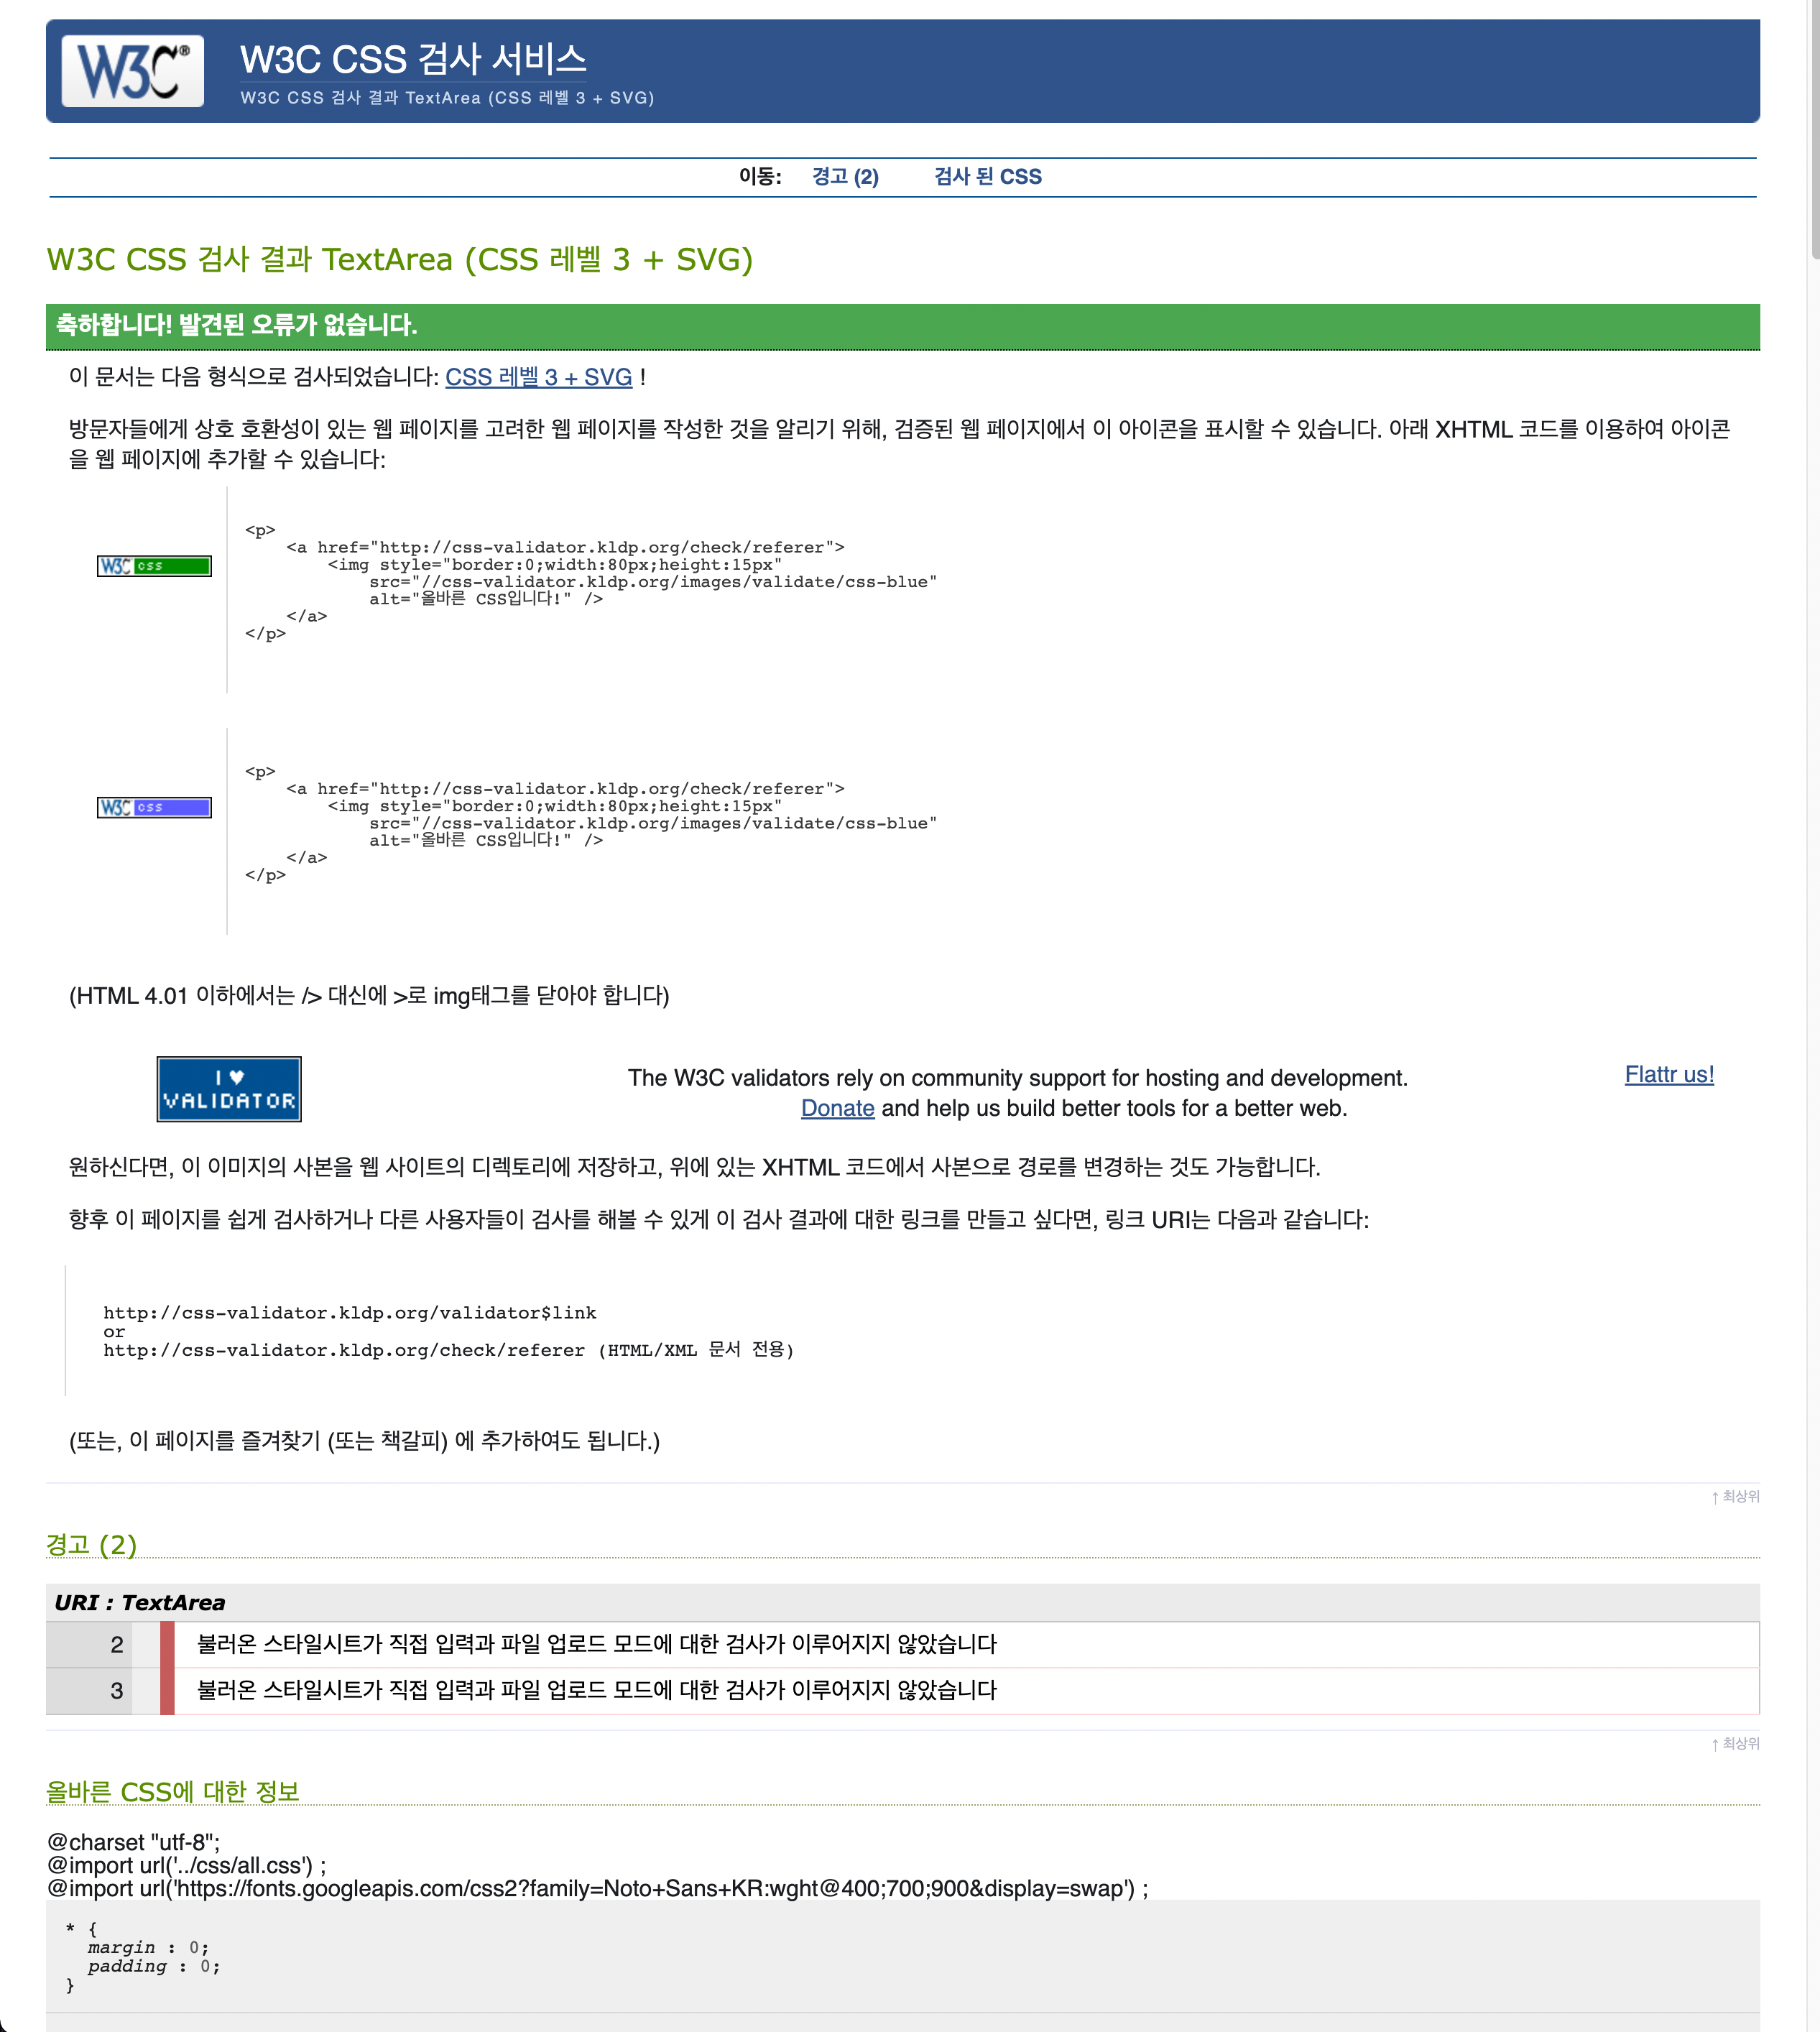 W3C® W3C CSS 검사 서비스
W3C CSS 검사 결과 TextArea (CSS 레벨 3 + SVG)
이동: 경고 (2) 검사 된 CSS
W3C CSS 검사 결과 TextArea (CSS 레벨 3 + SVG)
축하합니다! 발견된 오류가 없습니다.
이 문서는 다음 형식으로 검사되었습니다: CSS 레벨 3 + SVG !
방문자들에게 상호 호환성이 있는 웹 페이지를 고려한 웹 페이지를 작성한 것을 알리기 위해, 검증된 웹 페이지에서 이 아이콘을 표시할 수 있습니다. 아래 XHTML 코드를 이용하여 아이콘
을 웹 페이지에 추가할 수 있습니다:
W3C css
<p>
    <a href="http://css-validator.kldp.org/check/referer">
        <img style="border:0;width:80px;height:15px"
            src="//css-validator.kldp.org/images/validate/css-blue"
            alt="올바른 CSS입니다!" />
    </a>
</p>
W3C css
<p>
    <a href="http://css-validator.kldp.org/check/referer">
        <img style="border:0;width:80px;height:15px"
            src="//css-validator.kldp.org/images/validate/css-blue"
            alt="올바른 CSS입니다!" />
    </a>
</p>
(HTML 4.01 이하에서는 /> 대신에 >로 img태그를 닫아야 합니다)
I ♥
VALIDATOR
The W3C validators rely on community support for hosting and development.
Donate and help us build better tools for a better web.
Flattr us!
원하신다면, 이 이미지의 사본을 웹 사이트의 디렉토리에 저장하고, 위에 있는 XHTML 코드에서 사본으로 경로를 변경하는 것도 가능합니다.
향후 이 페이지를 쉽게 검사하거나 다른 사용자들이 검사를 해볼 수 있게 이 검사 결과에 대한 링크를 만들고 싶다면, 링크 URI는 다음과 같습니다:
http://css-validator.kldp.org/validator$link
or
http://css-validator.kldp.org/check/referer (HTML/XML 문서 전용)
(또는, 이 페이지를 즐겨찾기 (또는 책갈피) 에 추가하여도 됩니다.)
↑ 최상위
경고 (2)
URI : TextArea
2 불러온 스타일시트가 직접 입력과 파일 업로드 모드에 대한 검사가 이루어지지 않았습니다
3 불러온 스타일시트가 직접 입력과 파일 업로드 모드에 대한 검사가 이루어지지 않았습니다
↑ 최상위
올바른 CSS에 대한 정보
@charset "utf-8";
@import url('../css/all.css') ;
@import url('https://fonts.googleapis.com/css2?family=Noto+Sans+KR:wght@400;700;900&display=swap') ;
* {
  margin : 0;
  padding : 0;
}